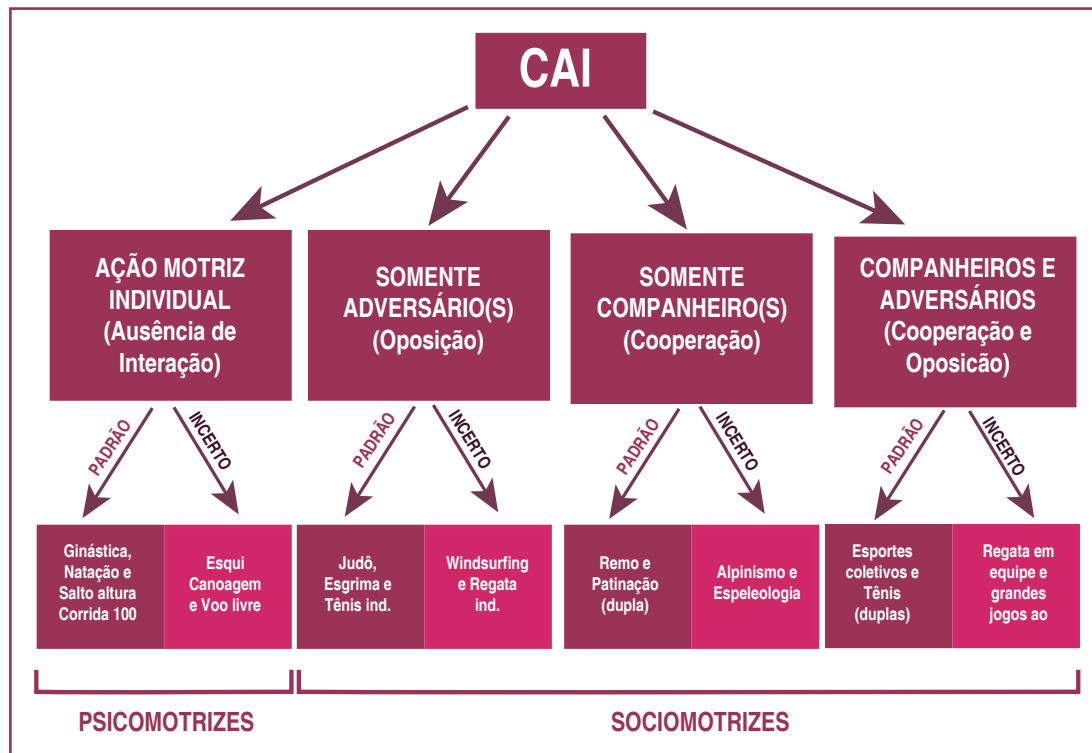 CAI
AÇÃO MOTRIZ
INDIVIDUAL
(Ausência de
Interação)
SOMENTE
ADVERSÁRIO(S)
(Oposição)
SOMENTE
COMPANHEIRO(S)
(Cooperação)
COMPANHEIROS E
ADVERSÁRIOS
(Cooperação e
Oposicão)
PADRÃO
INCERTO
PADRÃO
INCERTO
PADRÃO
INCERTO
PADRÃO
INCERTO
Ginástica,
Natação e
Salto altura
Corrida 100
Esqui
Canoagem
e Voo livre
Judô,
Esgrima e
Tênis ind.
Windsurfing
e Regata
ind.
Remo e
Patinação
(dupla)
Alpinismo e
Espeleologia
Esportes
coletivos e
Tênis
(duplas)
Regata em
equipe e
grandes
jogos ao
PSICOMOTRIZES
SOCIOMOTRIZES